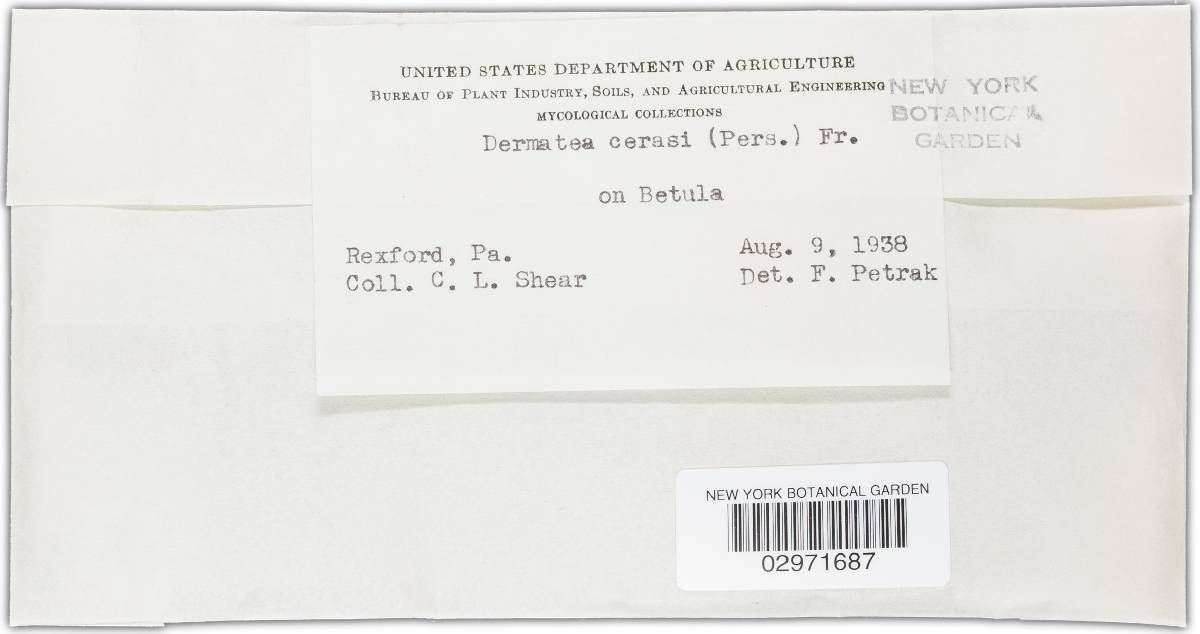 UNITED STATES DEPARTMENT OF AGRICULTURE
BUREAU OF PLANT INDUSTRY, SOILS, AND AGRICULTURAL ENGINEERING
MYCOLOGICAL COLLECTIONS
NEW YORK
BOTANICAL
GARDEN
Dermatea cerasi (Pers.) Fr.
on Betula
Rexford, Pa.
Aug. 9, 1938
Coll. C. L. Shear
Det. F. Petrak
NEW YORK BOTANICAL GARDEN
02971687